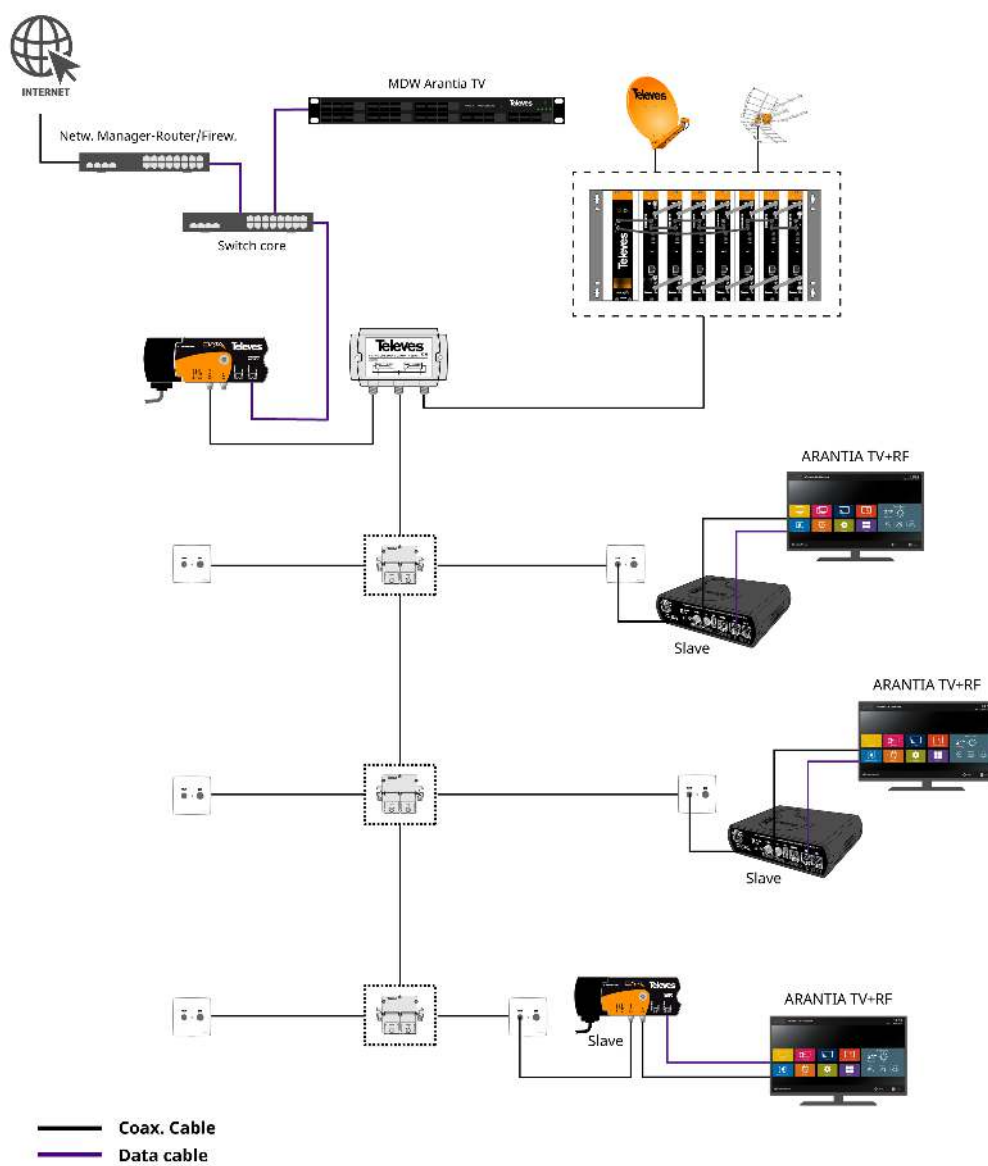 INTERNET
MDW Arantia TV
Televes
Televes
Netw. Manager-Router/Firew.
Switch core
Televes
Televes
Televes
ARANTIA TV+RF
Slave
ARANTIA TV+RF
Slave
Televes
ARANTIA TV+RF
Slave
Coax. Cable
Data cable